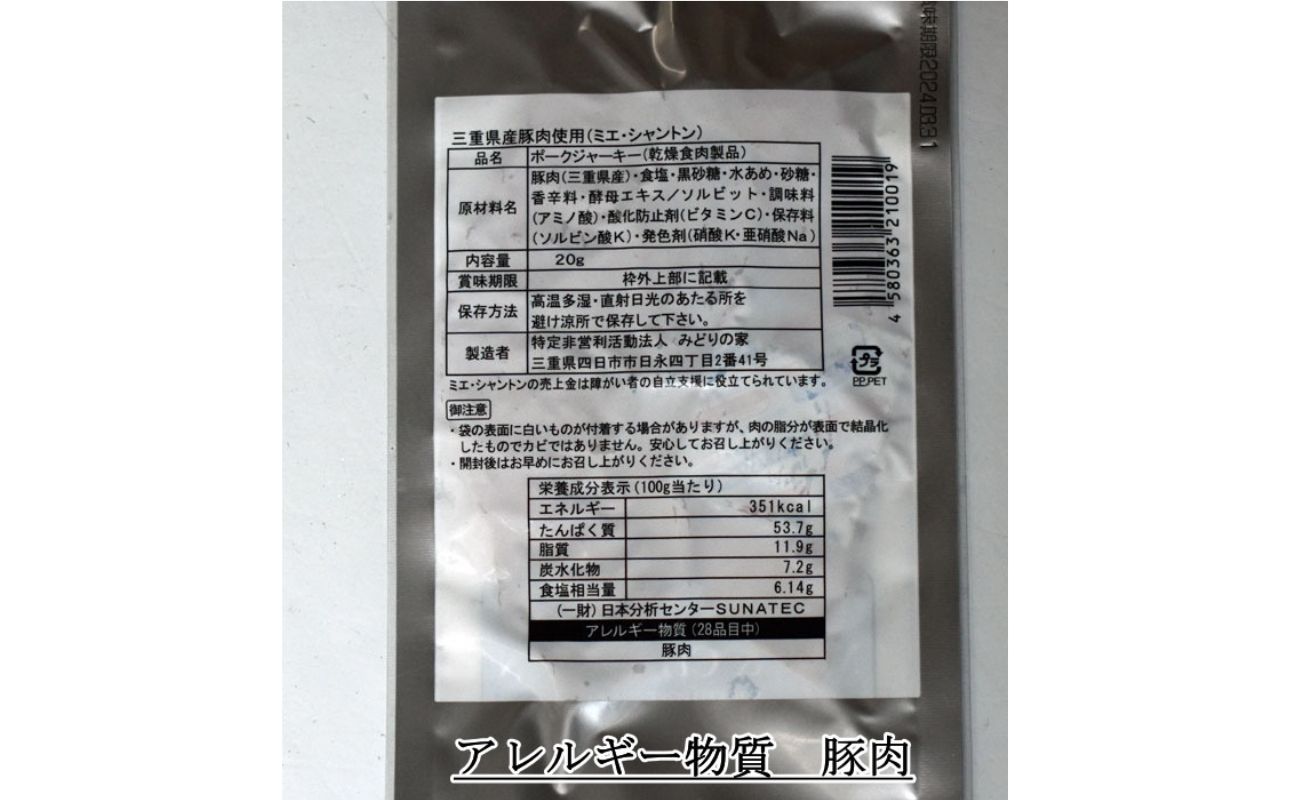 味期限2024.08.31
三重県産豚肉使用(ミエ・シャントン)
品名 ポークジャーキー(乾燥食肉製品)
原材料名 豚肉(三重県産)・食塩・黒砂糖・水あめ・砂糖・
香辛料・酵母エキス/ソルビット・調味料
(アミノ酸)・酸化防止剤(ビタミンC)・保存料
(ソルビン酸K)・発色剤(硝酸K・亜硝酸Na)
内容量 20g
賞味期限 枠外上部に記載
保存方法 高温多湿・直射日光のあたる所を
避け涼所で保存して下さい。
製造者 特定非営利活動法人 みどりの家
三重県四日市市日永四丁目2番41号
4 580363 210019
プラ
PP,PET
ミエ・シャントンの売上金は障がい者の自立支援に役立てられています。
御注意
・袋の表面に白いものが付着する場合がありますが、肉の脂分が表面で結晶化
したものでカビではありません。安心してお召し上がりください。
・開封後はお早めにお召し上がりください。
栄養成分表示(100g当たり)
エネルギー 351kcal
たんぱく質 53.7g
脂質 11.9g
炭水化物 7.2g
食塩相当量 6.14g
(一財)日本分析センターSUNATEC
アレルギー物質(28品目中)
豚肉
アレルギー物質 豚肉